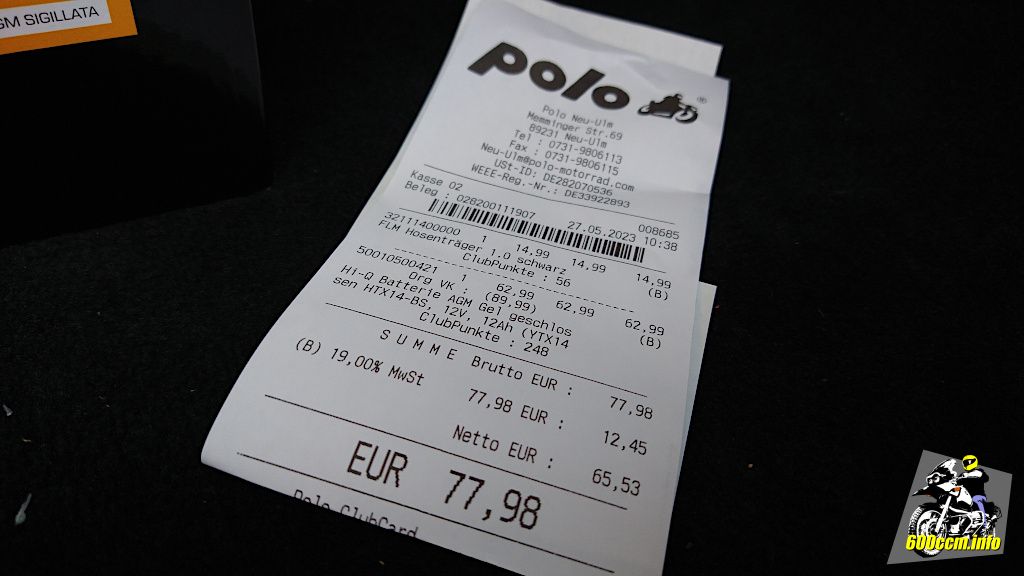 GM SIGILLATA
polo ®
Polo Neu-Ulm
Memminger Str.69
89231 Neu-Ulm
Tel : 0731-9806113
Fax : 0731-9806115
Neu-Ulm@polo-motorrad.com
USt-ID: DE282070536
WEEE-Reg.-Nr.: DE33922893
Kasse 02 008685
Beleg : 028200111907 27.05.2023 10:38
32111400000 1 14.99 14.99 14,99
FLM Hosenträger 1.0 schwarz (B)
ClubPunkte : 56
50010500421 1 62.99 62,99 62,99
Org VK : (89,99) (B)
Hi-Q Batterie AGM Gel geschlos
sen HTX14-BS, 12V, 12Ah (YTX14
ClubPunkte : 248
S U M M E Brutto EUR : 77,98
(B) 19,00% MwSt 77,98 EUR : 12,45
Netto EUR : 65,53
EUR 77,98
Polo ClubCard
600ccm.info